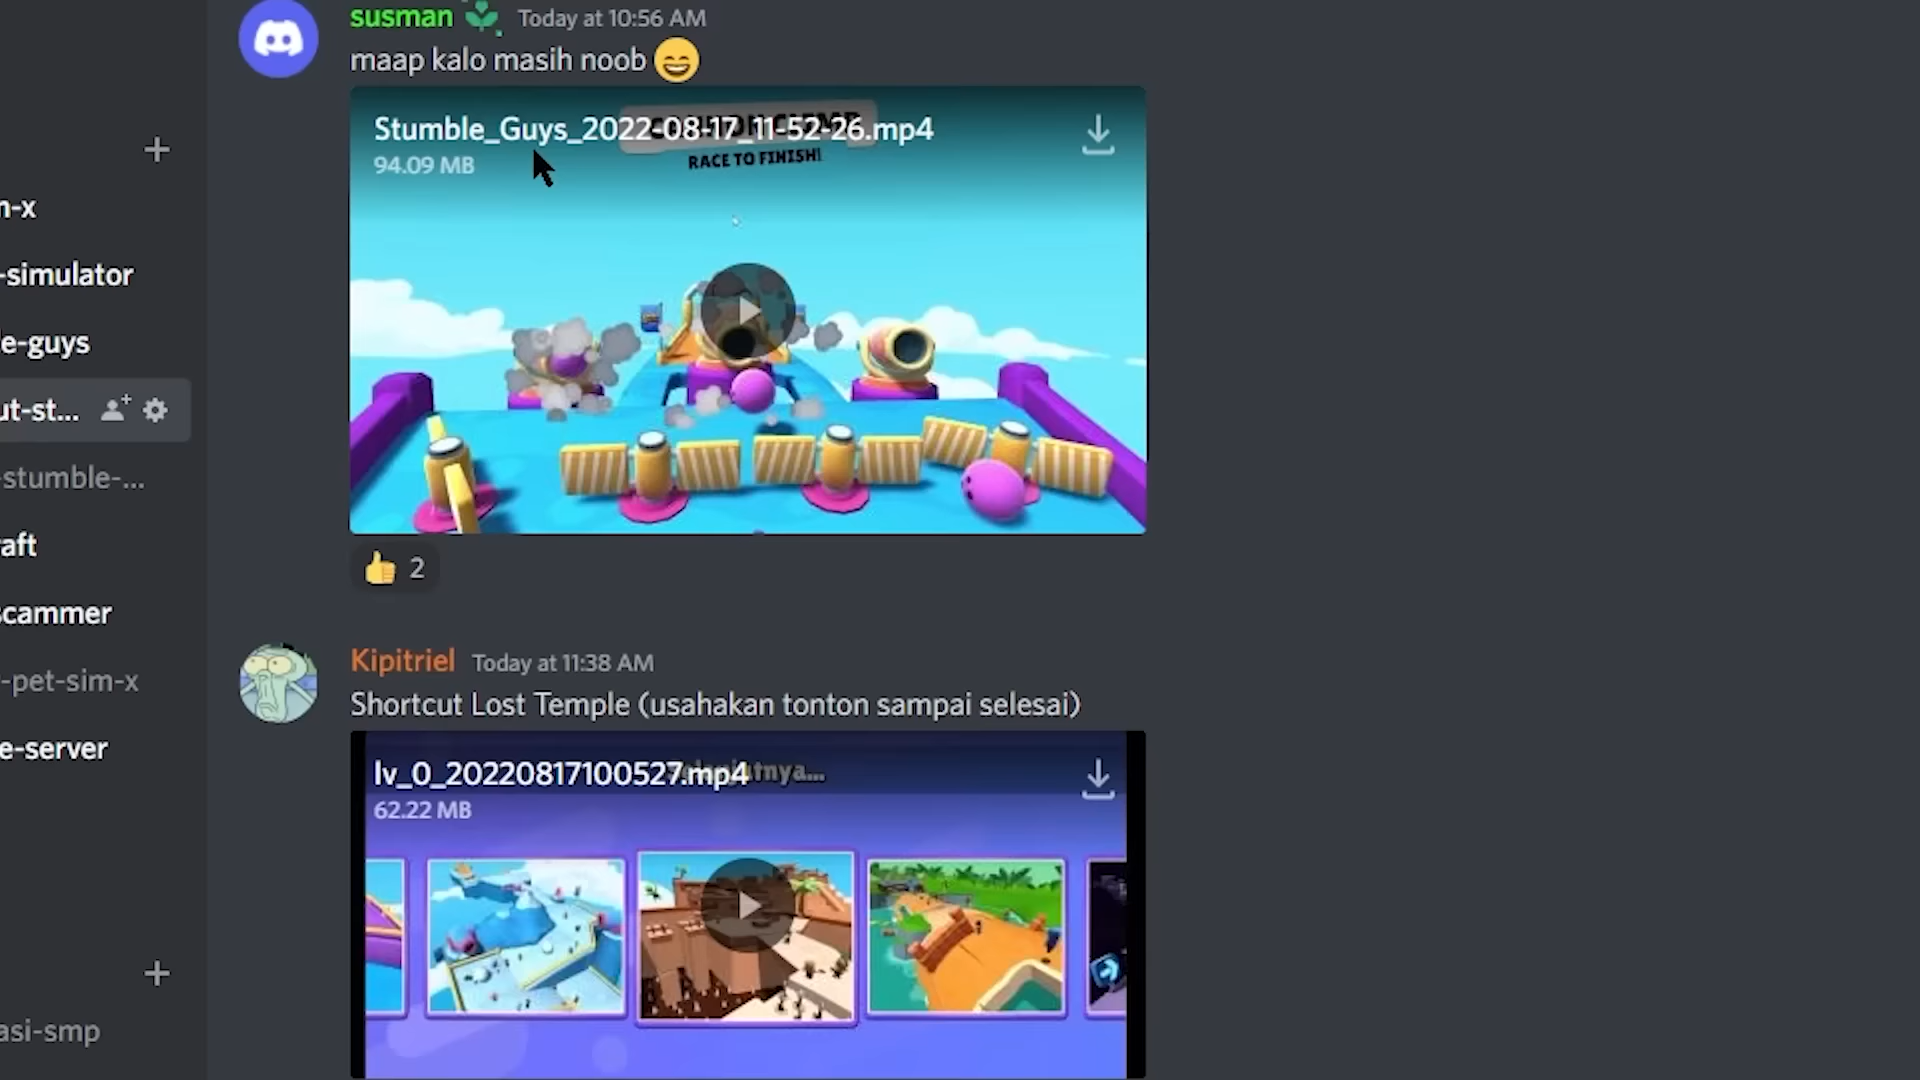 susman Today at 10:56 AM
maap kalo masih noob
Stumble_Guys_2022-08-17_11-52-26.mp4
94.09 MB
RACE TO FINISH!
2
Kipitriel Today at 11:38 AM
Shortcut Lost Temple (usahakan tonton sampai selesai)
lv_0_20220817100527.mp4
62.22 MB
-x
-simulator
e-guys
ut-st...
-stumble-...
aft
scammer
-pet-sim-x
e-server
asi-smp